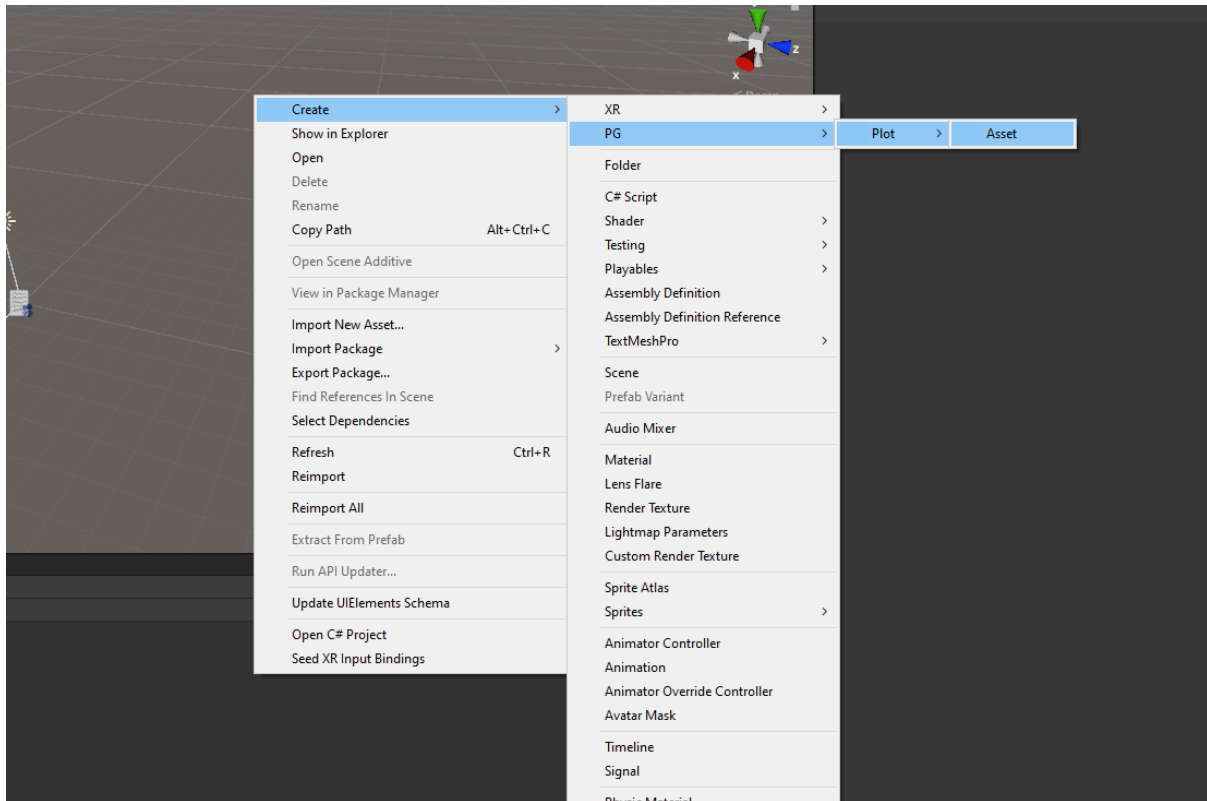 z
x
Persp
Create
Show in Explorer
Open
Delete
Rename
Copy Path Alt+Ctrl+C
Open Scene Additive
View in Package Manager
Import New Asset...
Import Package
Export Package...
Find References In Scene
Select Dependencies
Refresh Ctrl+R
Reimport
Reimport All
Extract From Prefab
Run API Updater...
Update UIElements Schema
Open C# Project
Seed XR Input Bindings
XR
PG
Folder
C# Script
Shader
Testing
Playables
Assembly Definition
Assembly Definition Reference
TextMeshPro
Scene
Prefab Variant
Audio Mixer
Material
Lens Flare
Render Texture
Lightmap Parameters
Custom Render Texture
Sprite Atlas
Sprites
Animator Controller
Animation
Animator Override Controller
Avatar Mask
Timeline
Signal
Physic Material
Plot
Asset